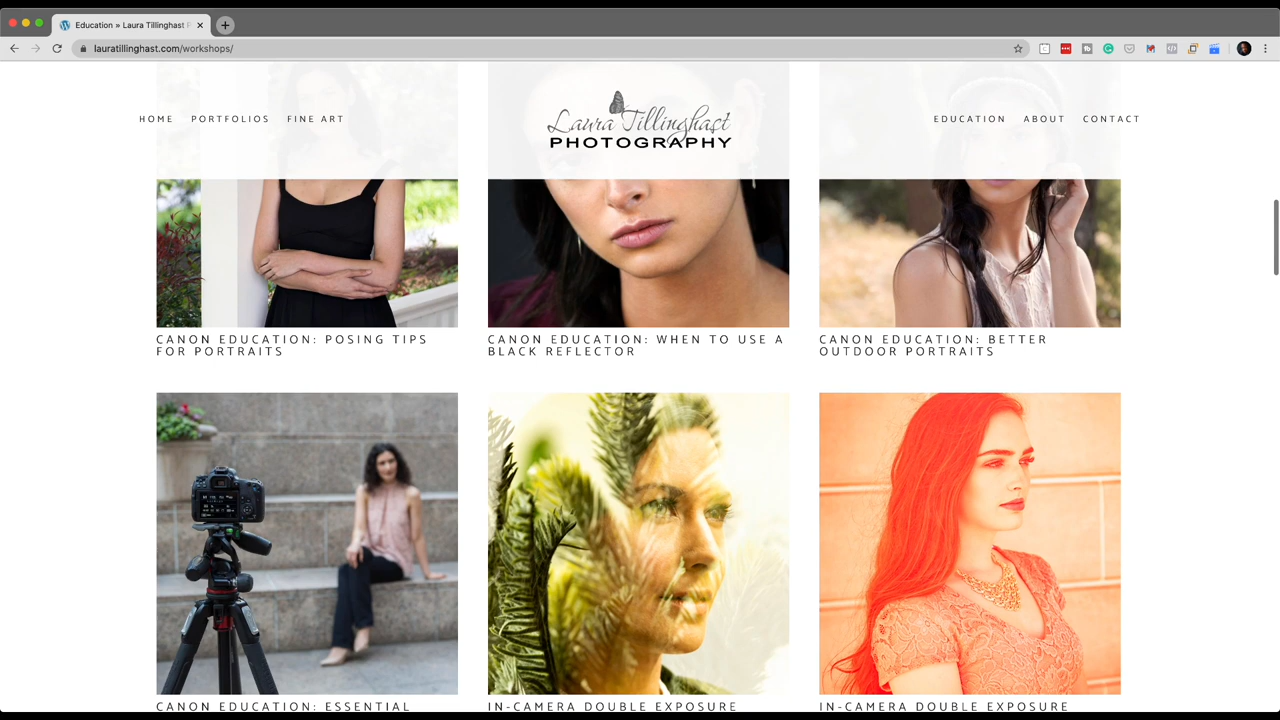 Education » Laura Tillinghast P
lauratillinghast.com/workshops/
HOME PORTFOLIOS FINE ART
Laura Tillinghast
PHOTOGRAPHY
EDUCATION ABOUT CONTACT
CANON EDUCATION: POSING TIPS
FOR PORTRAITS
CANON EDUCATION: WHEN TO USE A
BLACK REFLECTOR
CANON EDUCATION: BETTER
OUTDOOR PORTRAITS
CANON EDUCATION: ESSENTIAL
IN-CAMERA DOUBLE EXPOSURE
IN-CAMERA DOUBLE EXPOSURE